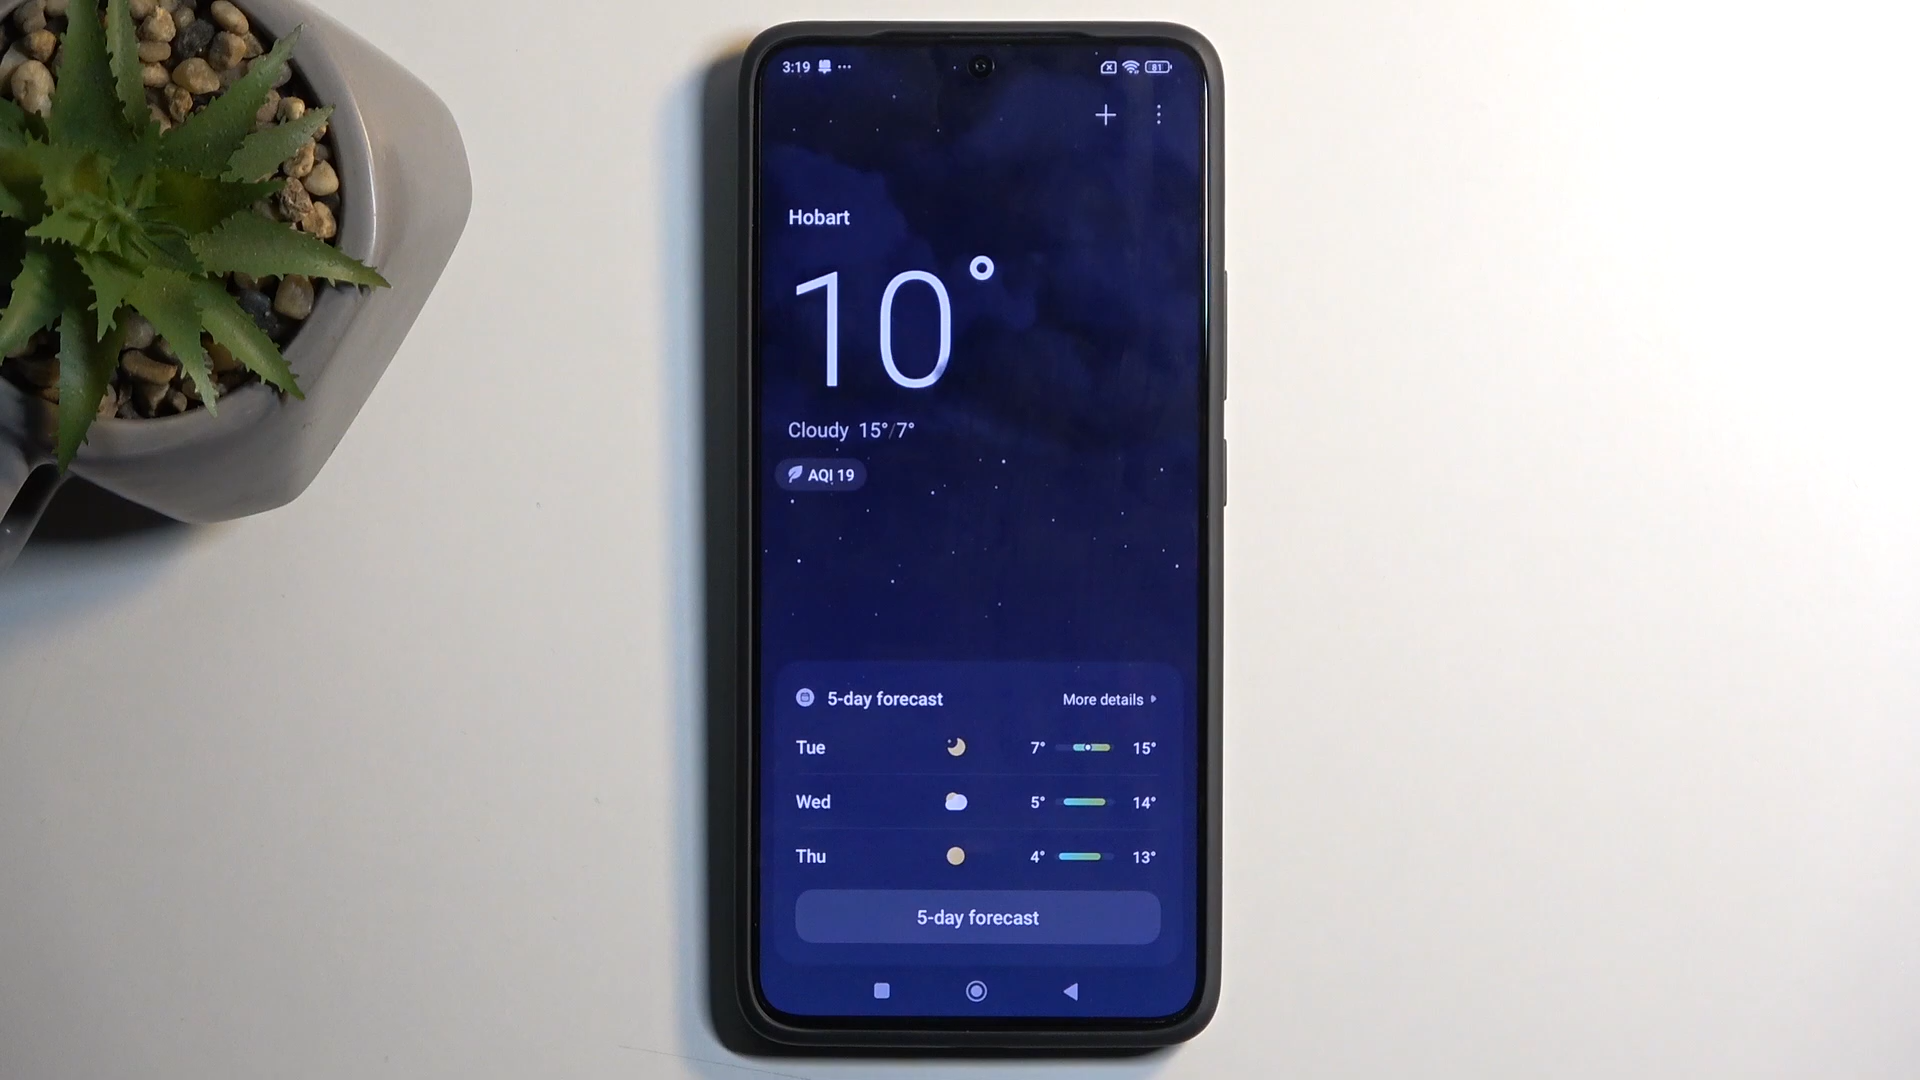 3:19 81
Hobart
10°
Cloudy 15°/7°
AQI 19
5-day forecast More details
Tue 7° 15°
Wed 5° 14°
Thu 4° 13°
5-day forecast